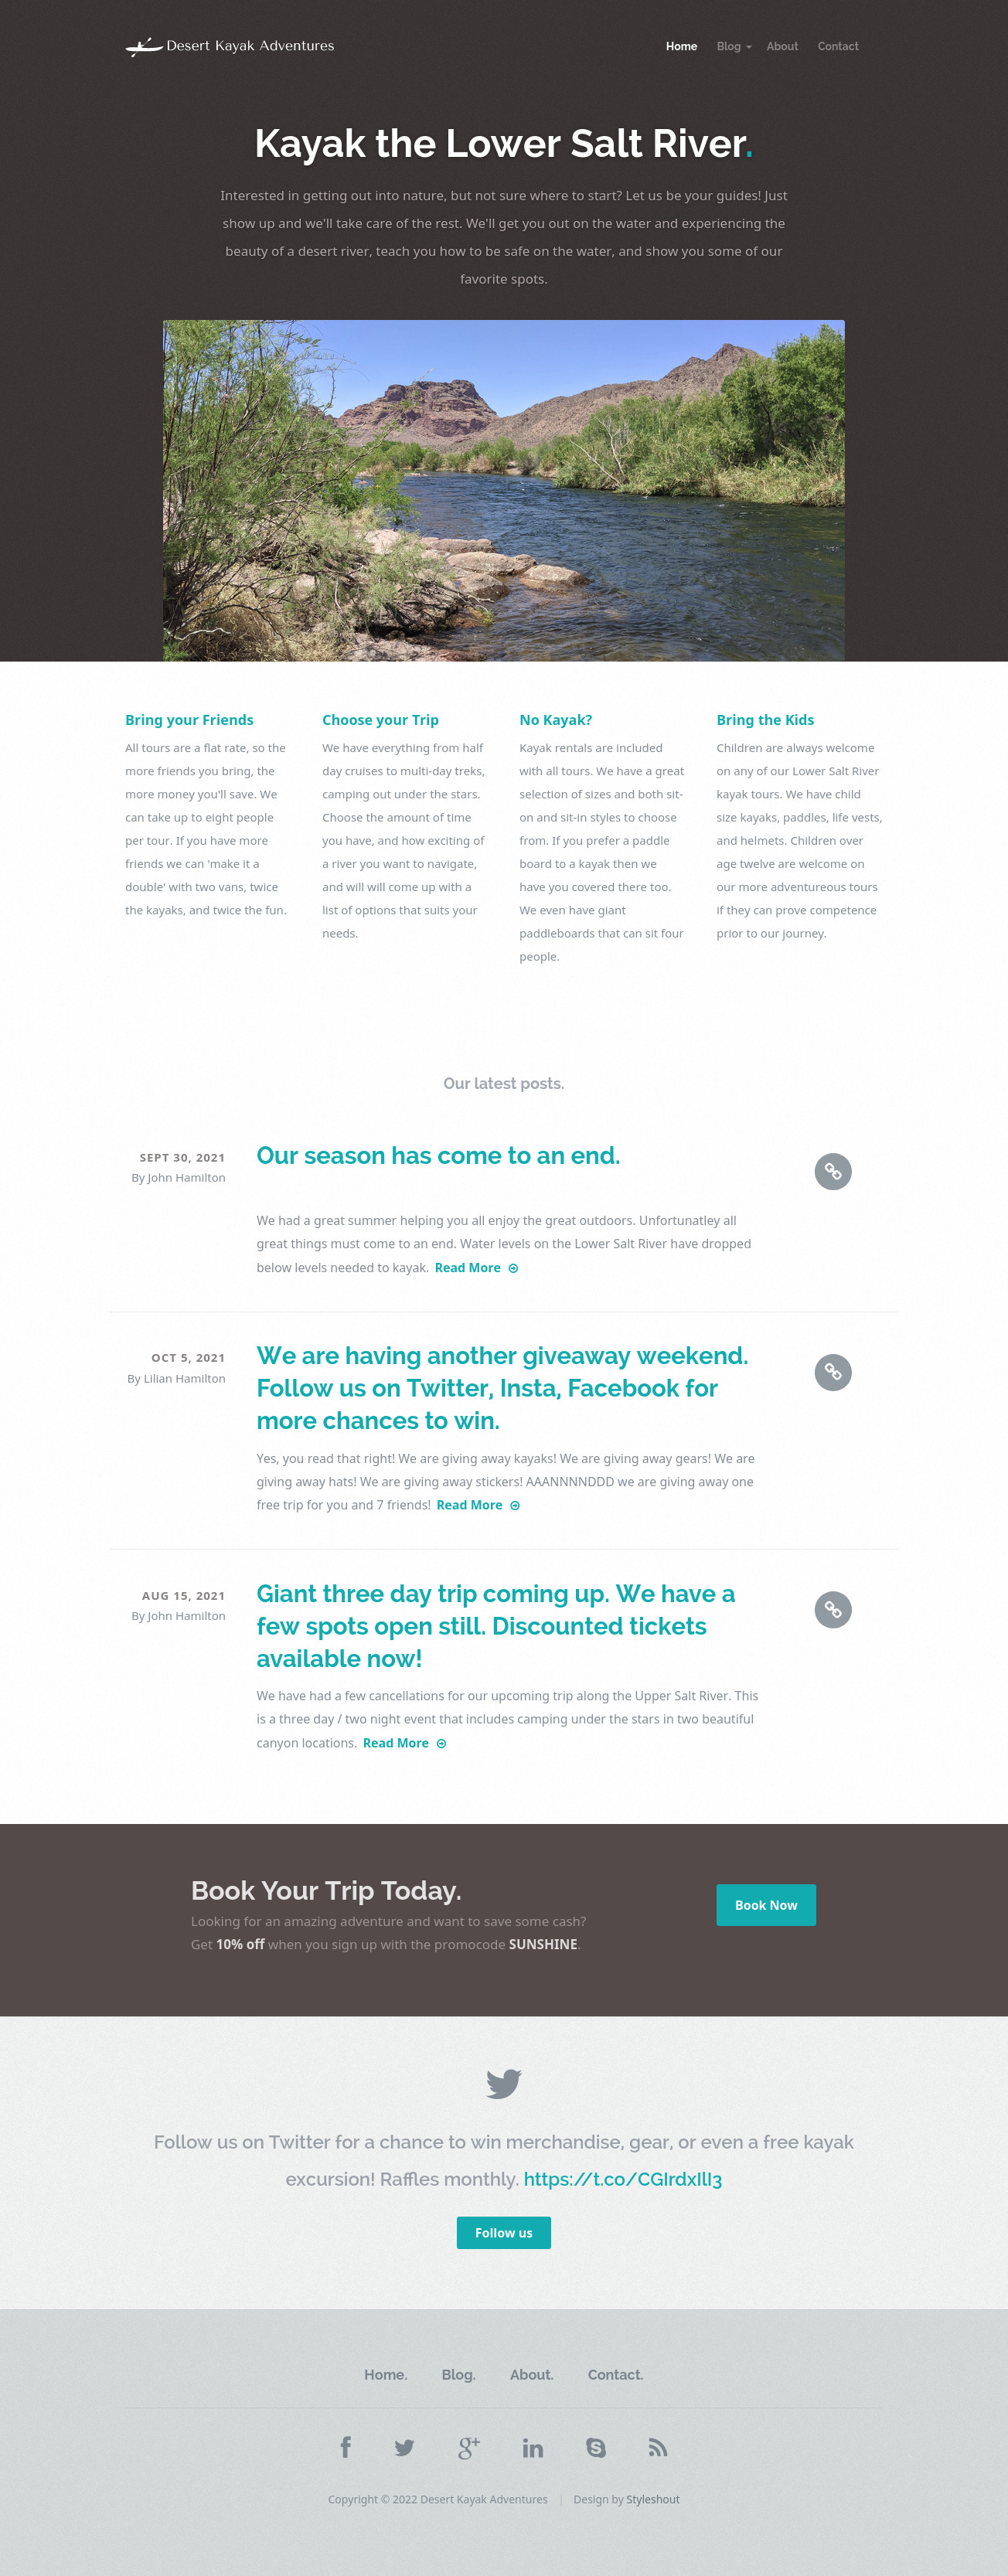 Desert Kayak Adventures
Home Blog About Contact
Kayak the Lower Salt River.
Interested in getting out into nature, but not sure where to start? Let us be your guides! Just
show up and we'll take care of the rest. We'll get you out on the water and experiencing the
beauty of a desert river, teach you how to be safe on the water, and show you some of our
favorite spots.
Bring your Friends
All tours are a flat rate, so the
more friends you bring, the
more money you'll save. We
can take up to eight people
per tour. If you have more
friends we can 'make it a
double' with two vans, twice
the kayaks, and twice the fun.
Choose your Trip
We have everything from half
day cruises to multi-day treks,
camping out under the stars.
Choose the amount of time
you have, and how exciting of
a river you want to navigate,
and will will come up with a
list of options that suits your
needs.
No Kayak?
Kayak rentals are included
with all tours. We have a great
selection of sizes and both sit-
on and sit-in styles to choose
from. If you prefer a paddle
board to a kayak then we
have you covered there too.
We even have giant
paddleboards that can sit four
people.
Bring the Kids
Children are always welcome
on any of our Lower Salt River
kayak tours. We have child
size kayaks, paddles, life vests,
and helmets. Children over
age twelve are welcome on
our more adventureous tours
if they can prove competence
prior to our journey.
Our latest posts.
SEPT 30, 2021
By John Hamilton
Our season has come to an end.
We had a great summer helping you all enjoy the great outdoors. Unfortunatley all
great things must come to an end. Water levels on the Lower Salt River have dropped
below levels needed to kayak. Read More
OCT 5, 2021
By Lilian Hamilton
We are having another giveaway weekend.
Follow us on Twitter, Insta, Facebook for
more chances to win.
Yes, you read that right! We are giving away kayaks! We are giving away gears! We are
giving away hats! We are giving away stickers! AAANNNNDDD we are giving away one
free trip for you and 7 friends! Read More
AUG 15, 2021
By John Hamilton
Giant three day trip coming up. We have a
few spots open still. Discounted tickets
available now!
We have had a few cancellations for our upcoming trip along the Upper Salt River. This
is a three day / two night event that includes camping under the stars in two beautiful
canyon locations. Read More
Book Your Trip Today.
Looking for an amazing adventure and want to save some cash?
Get 10% off when you sign up with the promocode SUNSHINE.
Book Now
Follow us on Twitter for a chance to win merchandise, gear, or even a free kayak
excursion! Raffles monthly. https://t.co/CGIrdxIlI3
Follow us
Home. Blog. About. Contact.
Copyright © 2022 Desert Kayak Adventures | Design by Styleshout